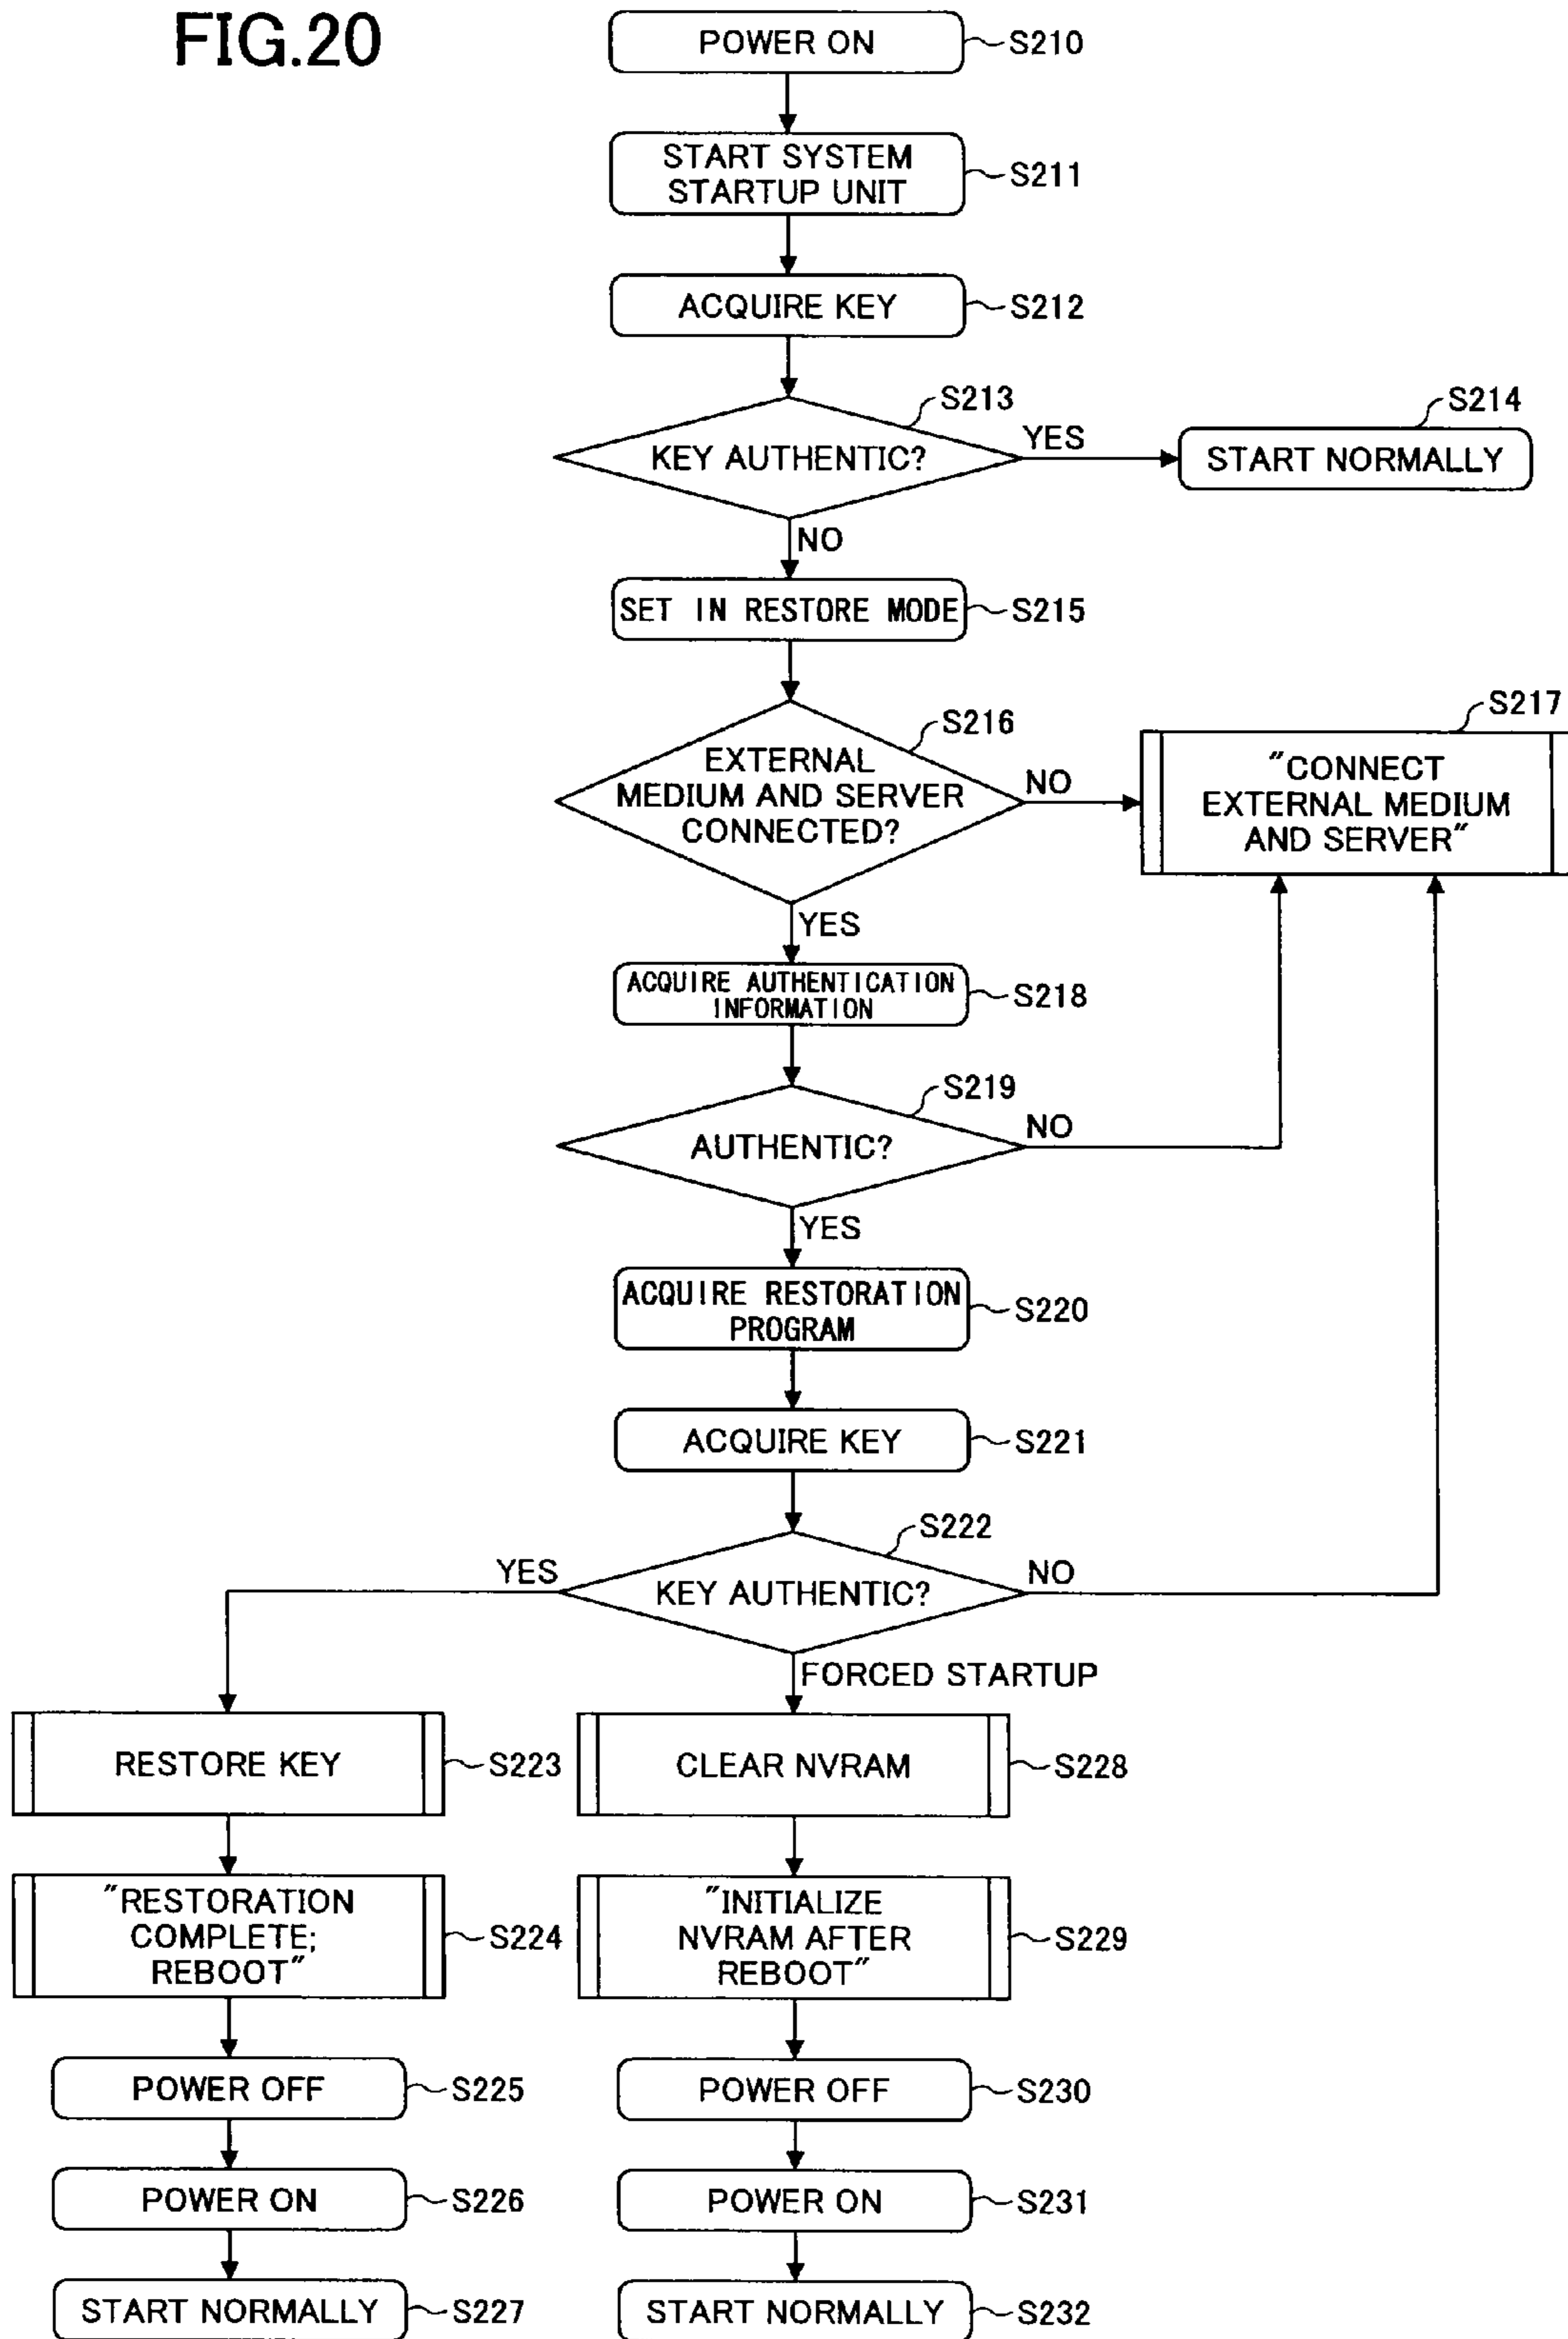 FIG.20
POWER ON
S210
START SYSTEM
STARTUP UNIT
S211
ACQUIRE KEY
S212
S213
KEY AUTHENTIC?
YES
S214
START NORMALLY
NO
SET IN RESTORE MODE
S215
S216
EXTERNAL
MEDIUM AND SERVER
CONNECTED?
NO
S217
"CONNECT
EXTERNAL MEDIUM
AND SERVER"
YES
ACQUIRE AUTHENTICATION
INFORMATION
S218
S219
AUTHENTIC?
NO
YES
ACQUIRE RESTORATION
PROGRAM
S220
ACQUIRE KEY
S221
S222
YES
KEY AUTHENTIC?
NO
FORCED STARTUP
RESTORE KEY
S223
CLEAR NVRAM
S228
"RESTORATION
COMPLETE;
REBOOT"
S224
"INITIALIZE
NVRAM AFTER
REBOOT"
S229
POWER OFF
S225
POWER OFF
S230
POWER ON
S226
POWER ON
S231
START NORMALLY
S227
START NORMALLY
S232